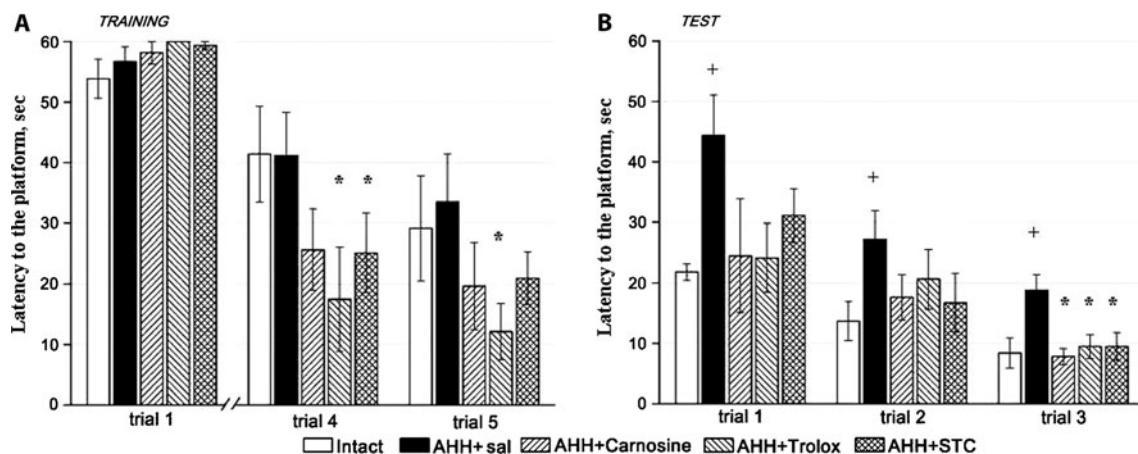 A
TRAINING
Latency to the platform, sec
60
50
40
30
20
10
0
* *
*
trial 1
trial 4
trial 5
B
TEST
Latency to the platform, sec
60
50
40
30
20
10
0
+
+
+
* * *
trial 1
trial 2
trial 3
Intact AHH+sal AHH+Carnosine AHH+Trolox AHH+STC